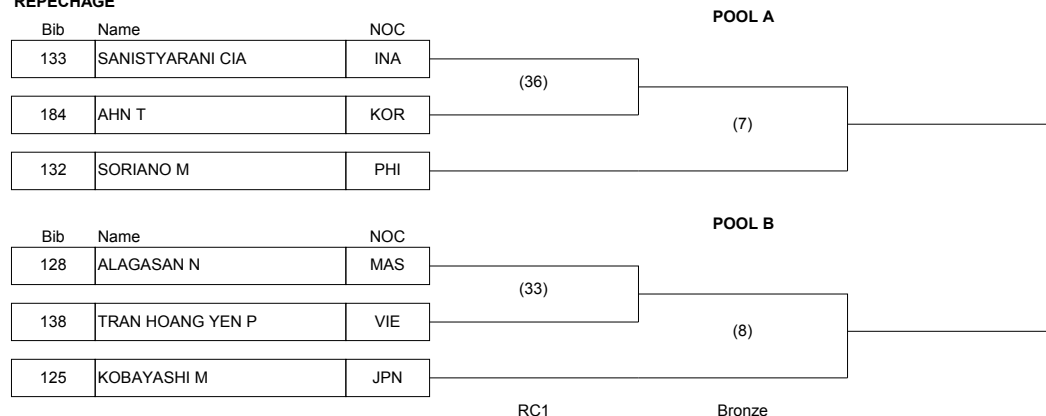 REPECHAGE
POOL A
Bib Name NOC
133 SANISTYARANI CIA INA
(36)
184 AHN T KOR
(7)
132 SORIANO M PHI
POOL B
Bib Name NOC
128 ALAGASAN N MAS
(33)
138 TRAN HOANG YEN P VIE
(8)
125 KOBAYASHI M JPN
RC1 Bronze